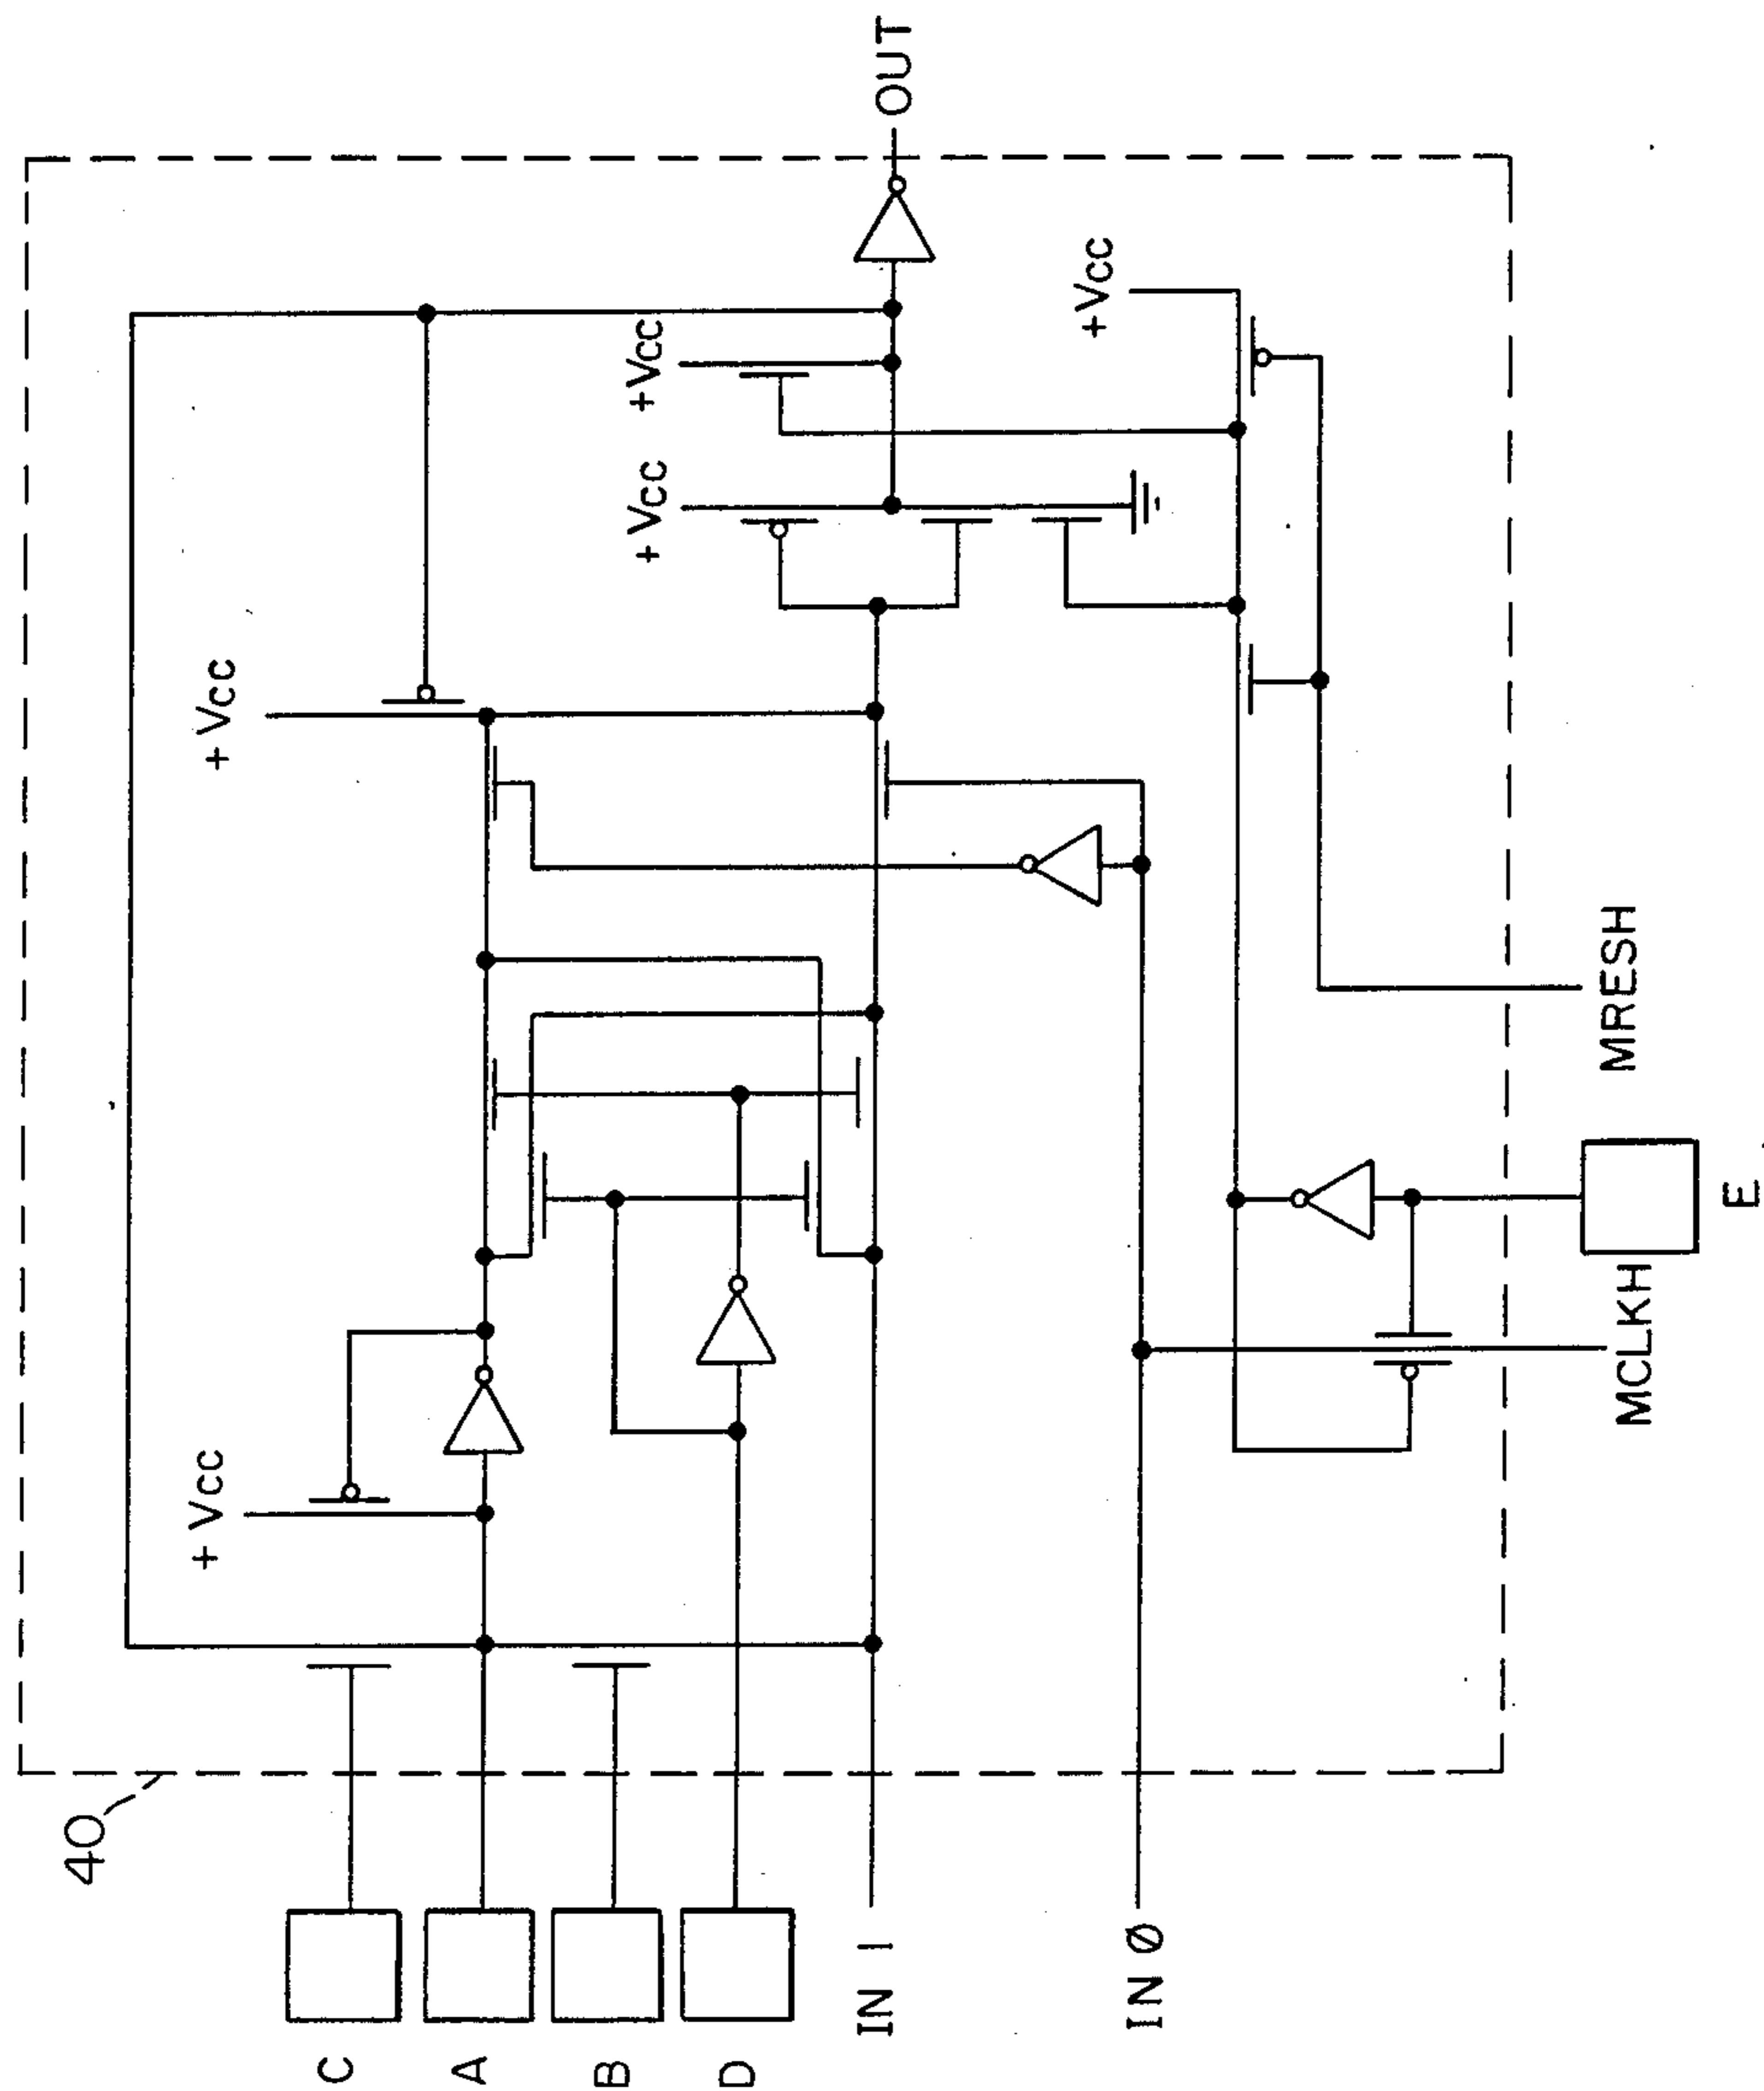 40
OUT
+Vcc
+Vcc
+Vcc
+Vcc
+Vcc
C
A
B
D
IN 1
IN Ø
MRESH
MCLKH
E